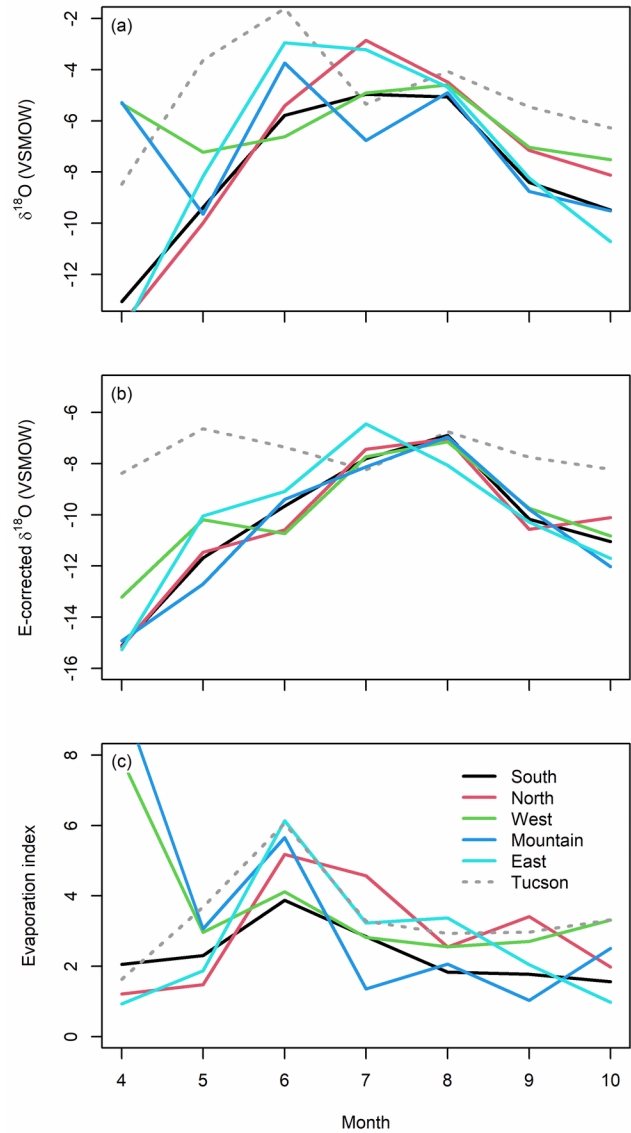 (a)
δ¹⁸O (VSMOW)
-2
-4
-6
-8
-10
-12
(b)
E-corrected δ¹⁸O (VSMOW)
-6
-8
-10
-12
-14
-16
(c)
Evaporation index
8
6
4
2
0
South
North
West
Mountain
East
Tucson
4 5 6 7 8 9 10
Month